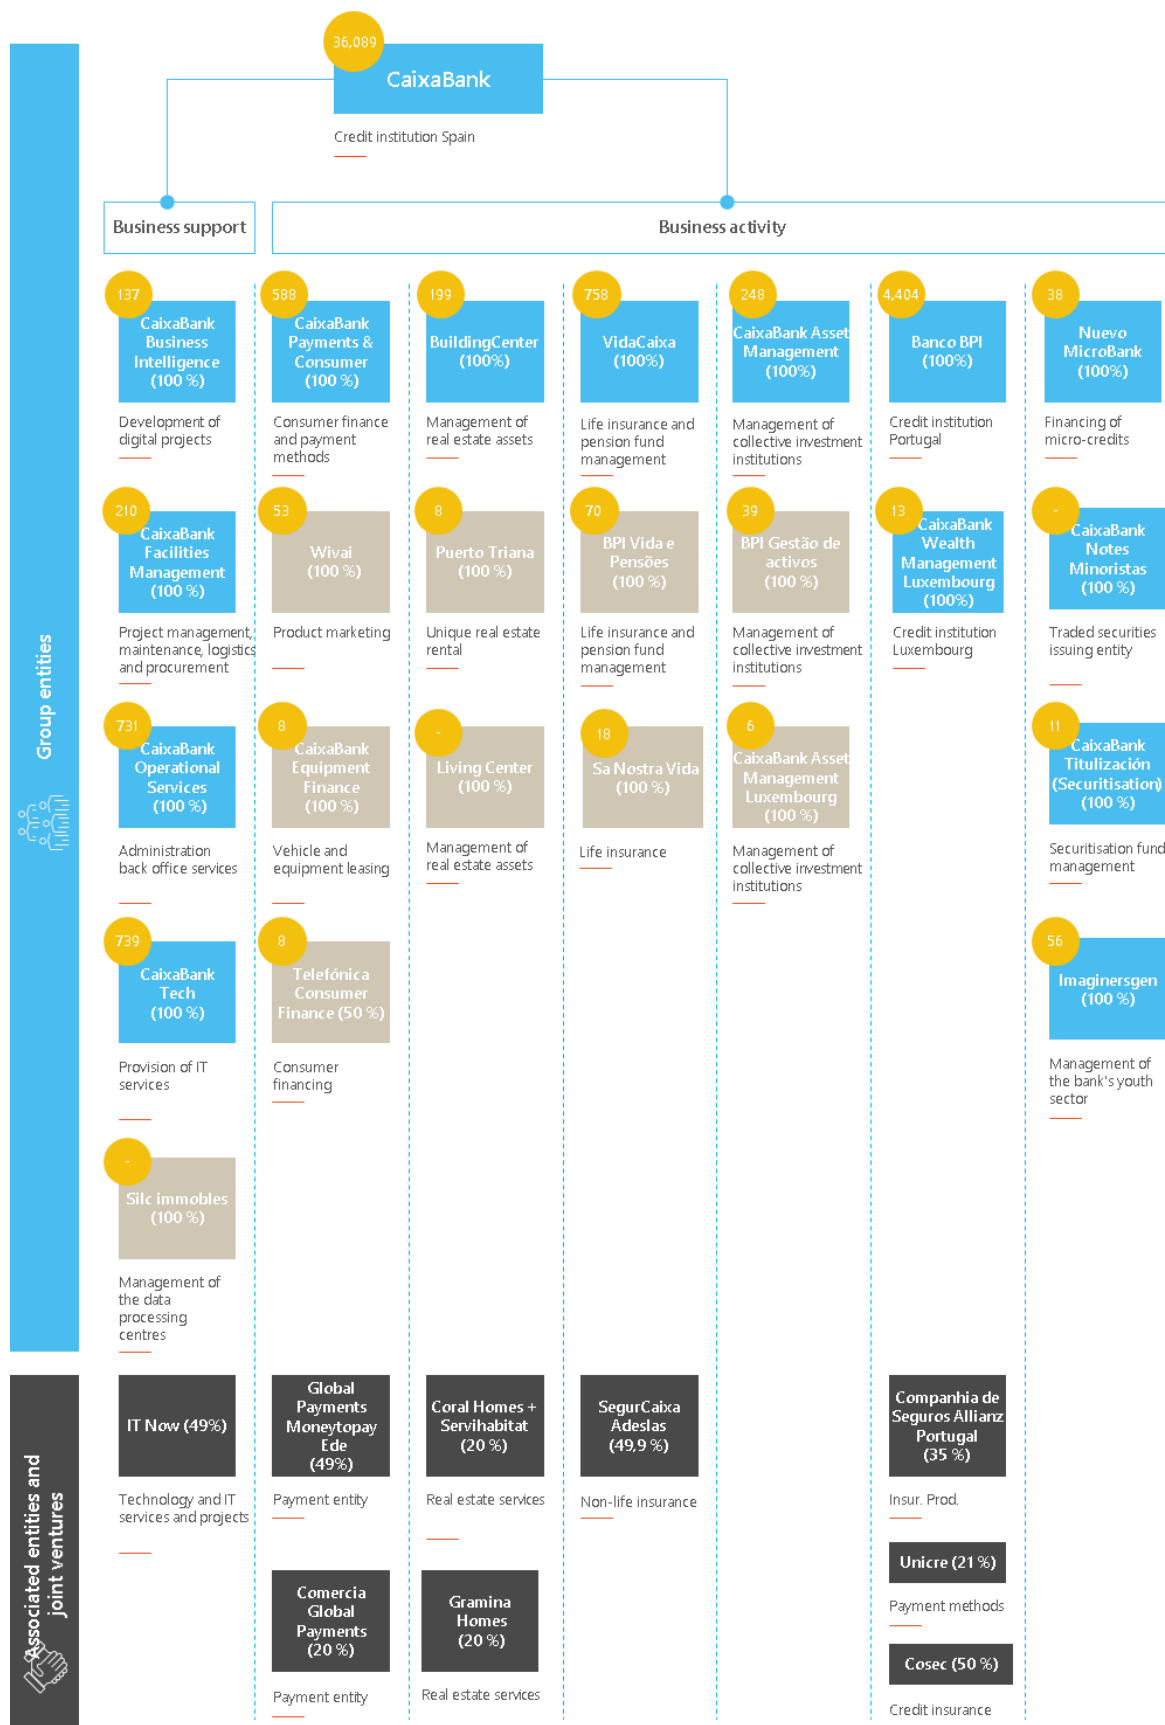 36,089
CaixaBank
Credit institution Spain
Business support
Business activity
Group entities
137
CaixaBank
Business
Intelligence
(100 %)
Development of
digital projects
588
CaixaBank
Payments &
Consumer
(100 %)
Consumer finance
and payment
methods
199
BuildingCenter
(100%)
Management of
real estate assets
758
VidaCaixa
(100%)
Life insurance and
pension fund
management
248
CaixaBank Asset
Management
(100%)
Management of
collective investment
institutions
4,404
Banco BPI
(100%)
Credit institution
Portugal
38
Nuevo
MicroBank
(100%)
Financing of
micro-credits
210
CaixaBank
Facilities
Management
(100 %)
Project management,
maintenance, logistics
and procurement
53
Wivai
(100 %)
Product marketing
8
Puerto Triana
(100 %)
Unique real estate
rental
70
BPI Vida e
Pensões
(100 %)
Life insurance and
pension fund
management
39
BPI Gestão de
activos
(100 %)
Management of
collective investment
institutions
13
CaixaBank
Wealth
Management
Luxembourg
(100%)
Credit institution
Luxembourg
-
CaixaBank
Notes
Minoristas
(100 %)
Traded securities
issuing entity
731
CaixaBank
Operational
Services
(100 %)
Administration
back office services
8
CaixaBank
Equipment
Finance
(100 %)
Vehicle and
equipment leasing
-
Living Center
(100 %)
Management of
real estate assets
18
Sa Nostra Vida
(100 %)
Life insurance
6
CaixaBank Asset
Management
Luxembourg
(100 %)
Management of
collective investment
institutions
11
CaixaBank
Titulización
(Securitisation)
(100 %)
Securitisation fund
management
739
CaixaBank
Tech
(100 %)
Provision of IT
services
8
Telefónica
Consumer
Finance (50 %)
Consumer
financing
56
Imaginersgen
(100 %)
Management of
the bank's youth
sector
-
Silc immobles
(100 %)
Management of
the data
processing
centres
Associated entities and
joint ventures
IT Now (49%)
Technology and IT
services and projects
Global
Payments
Moneytopay
Ede
(49%)
Payment entity
Coral Homes +
Servihabitat
(20 %)
Real estate services
SegurCaixa
Adeslas
(49,9 %)
Non-life insurance
Companhia de
Seguros Allianz
Portugal
(35 %)
Insur. Prod.
Comercia
Global
Payments
(20 %)
Payment entity
Gramina
Homes
(20 %)
Real estate services
Unicre (21 %)
Payment methods
Cosec (50 %)
Credit insurance